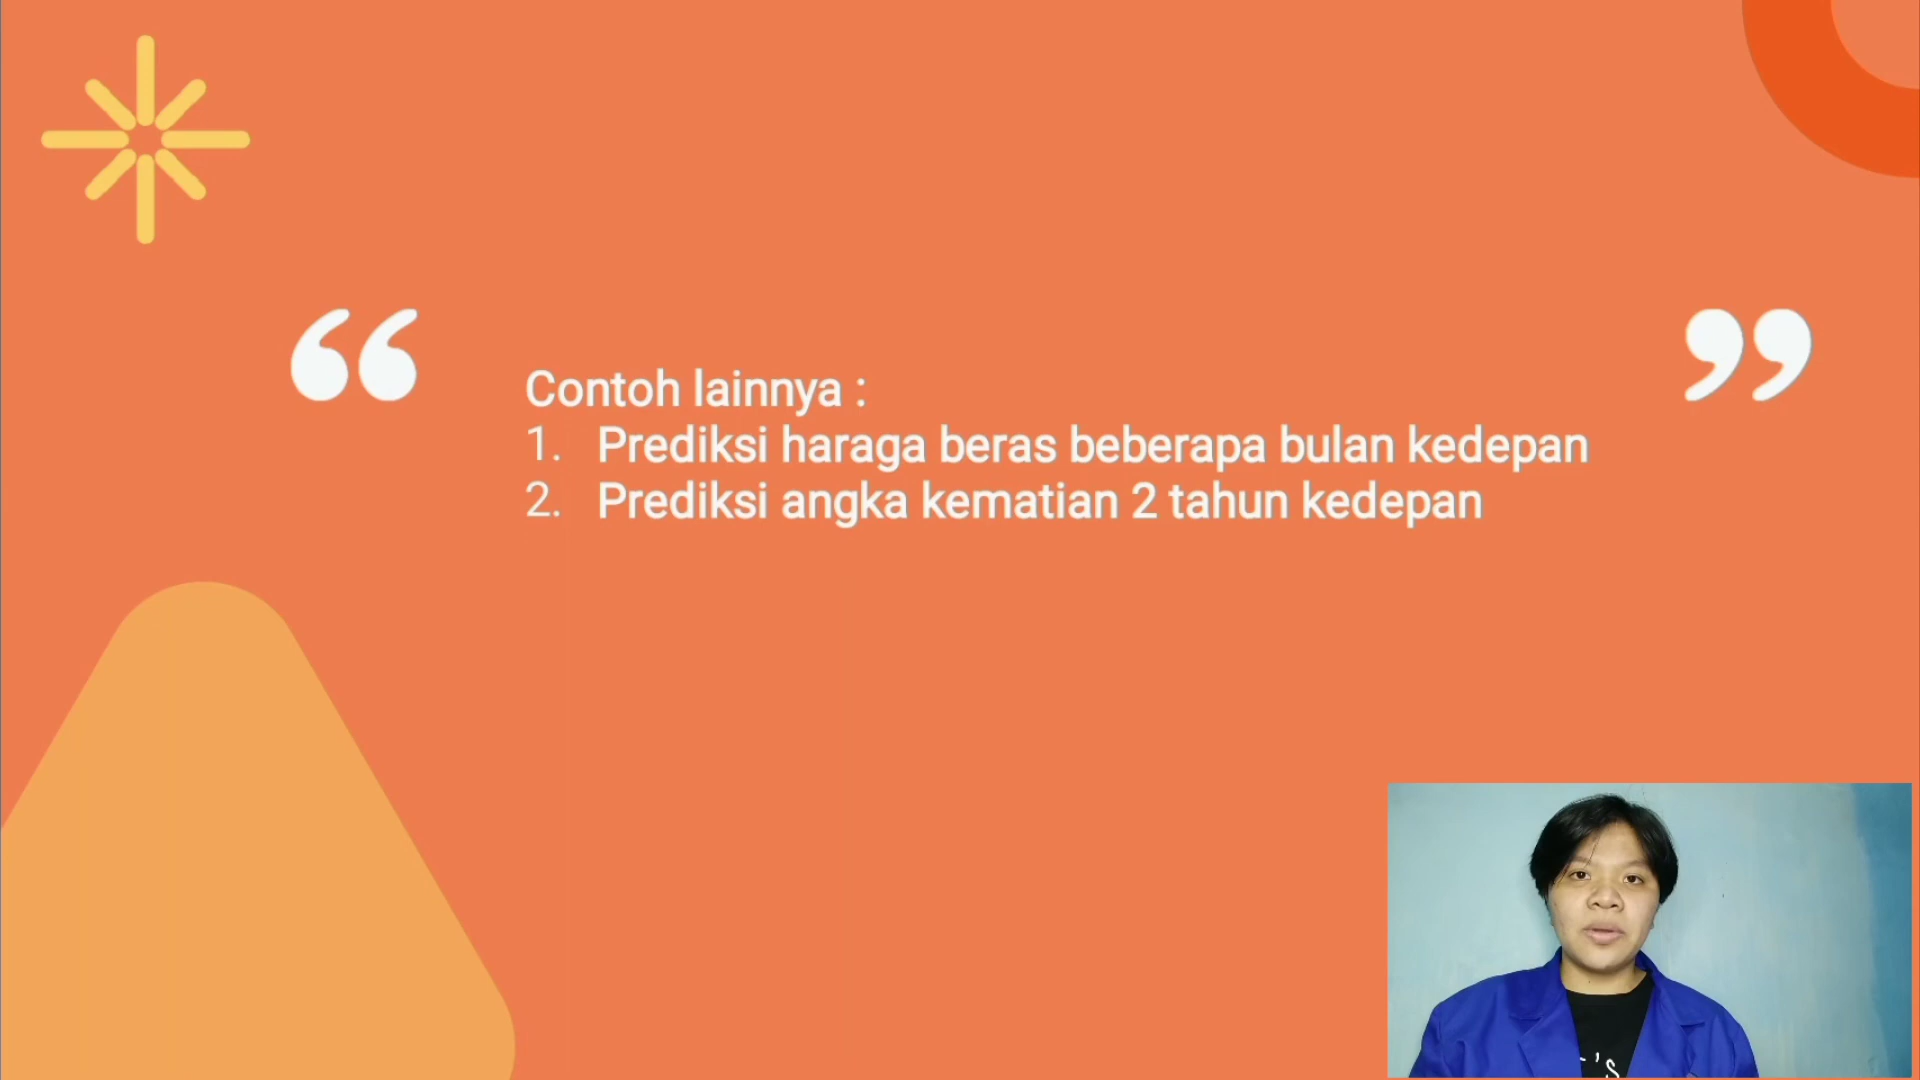 “ ”
Contoh lainnya :
1. Prediksi haraga beras beberapa bulan kedepan
2. Prediksi angka kematian 2 tahun kedepan
'S